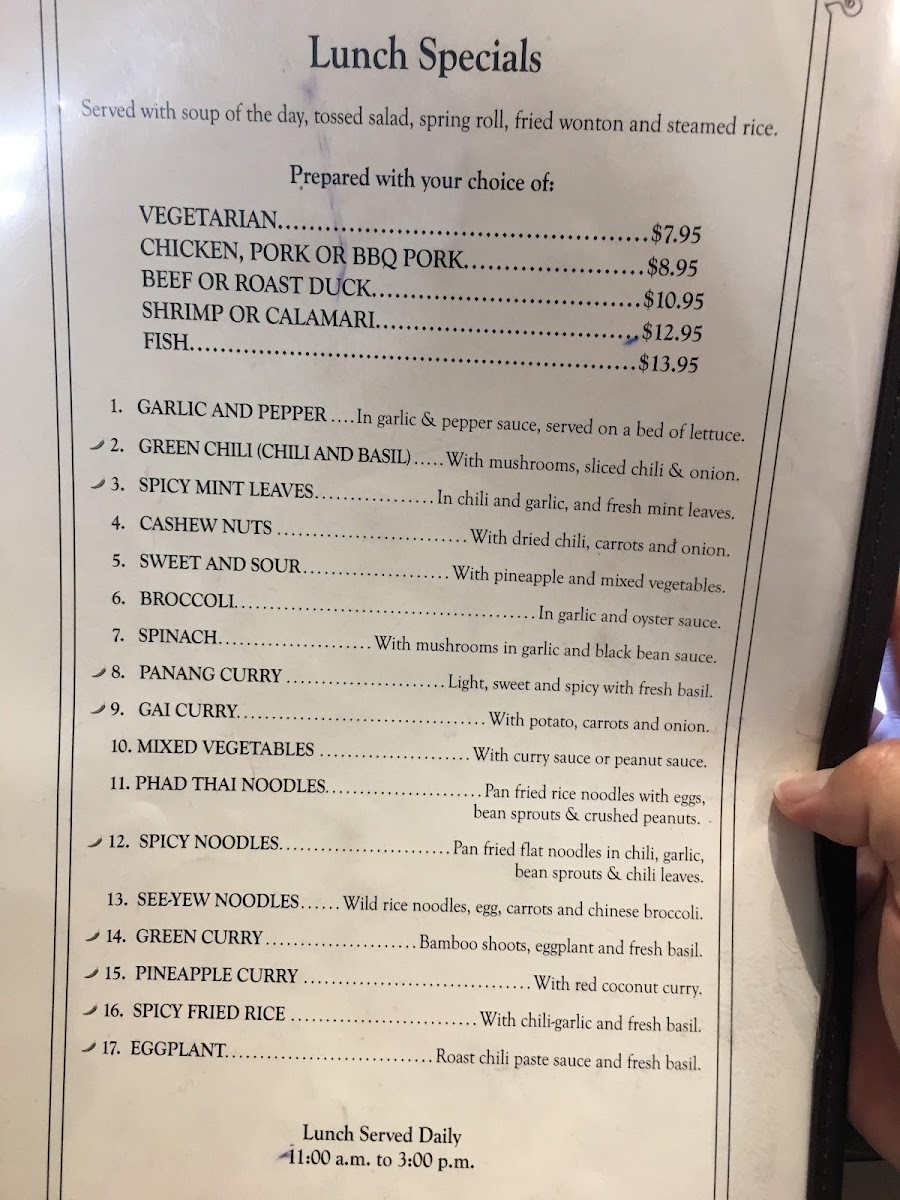 Lunch Specials
Served with soup of the day, tossed salad, spring roll, fried wonton and steamed rice.
Prepared with your choice of:
VEGETARIAN..........................................$7.95
CHICKEN, PORK OR BBQ PORK.......................$8.95
BEEF OR ROAST DUCK...................................$10.95
SHRIMP OR CALAMARI..................................$12.95
FISH...........................................................$13.95
1. GARLIC AND PEPPER ....In garlic & pepper sauce, served on a bed of lettuce.
2. GREEN CHILI (CHILI AND BASIL).....With mushrooms, sliced chili & onion.
3. SPICY MINT LEAVES................In chili and garlic, and fresh mint leaves.
4. CASHEW NUTS ...........................With dried chili, carrots and onion.
5. SWEET AND SOUR.....................With pineapple and mixed vegetables.
6. BROCCOLI..........................................In garlic and oyster sauce.
7. SPINACH......................With mushrooms in garlic and black bean sauce.
8. PANANG CURRY .......................Light, sweet and spicy with fresh basil.
9. GAI CURRY...................................With potato, carrots and onion.
10. MIXED VEGETABLES .....................With curry sauce or peanut sauce.
11. PHAD THAI NOODLES......................Pan fried rice noodles with eggs,
bean sprouts & crushed peanuts.
12. SPICY NOODLES........................Pan fried flat noodles in chili, garlic,
bean sprouts & chili leaves.
13. SEE-YEW NOODLES......Wild rice noodles, egg, carrots and chinese broccoli.
14. GREEN CURRY......................Bamboo shoots, eggplant and fresh basil.
15. PINEAPPLE CURRY .................................With red coconut curry.
16. SPICY FRIED RICE ...........................With chili-garlic and fresh basil.
17. EGGPLANT..............................Roast chili paste sauce and fresh basil.
Lunch Served Daily
11:00 a.m. to 3:00 p.m.